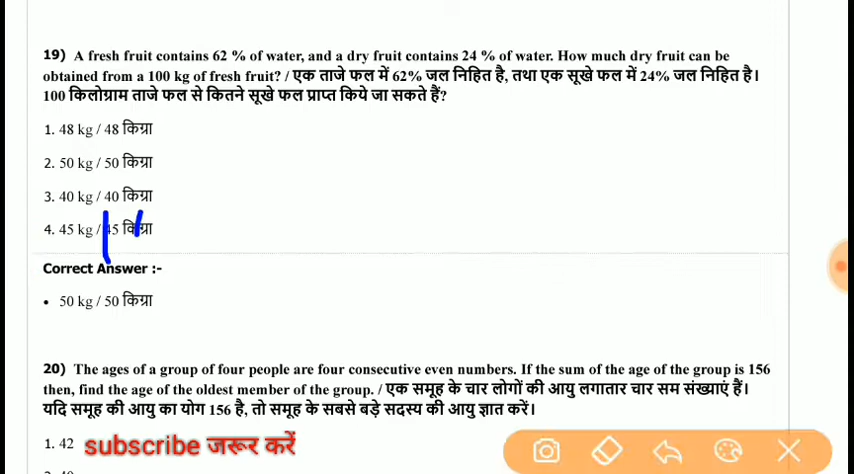 19) A fresh fruit contains 62 % of water, and a dry fruit contains 24 % of water. How much dry fruit can be
obtained from a 100 kg of fresh fruit? / एक ताजे फल में 62% जल निहित है, तथा एक सूखे फल में 24% जल निहित है।
100 किलोग्राम ताजे फल से कितने सूखे फल प्राप्त किये जा सकते हैं?
1. 48 kg / 48 किग्रा
2. 50 kg / 50 किग्रा
3. 40 kg / 40 किग्रा
4. 45 kg / 45 किग्रा
Correct Answer :-
• 50 kg / 50 किग्रा
20) The ages of a group of four people are four consecutive even numbers. If the sum of the age of the group is 156
then, find the age of the oldest member of the group. / एक समूह के चार लोगों की आयु लगातार चार सम संख्याएं हैं।
यदि समूह की आयु का योग 156 है, तो समूह के सबसे बड़े सदस्य की आयु ज्ञात करें।
1. 42
subscribe जरूर करें